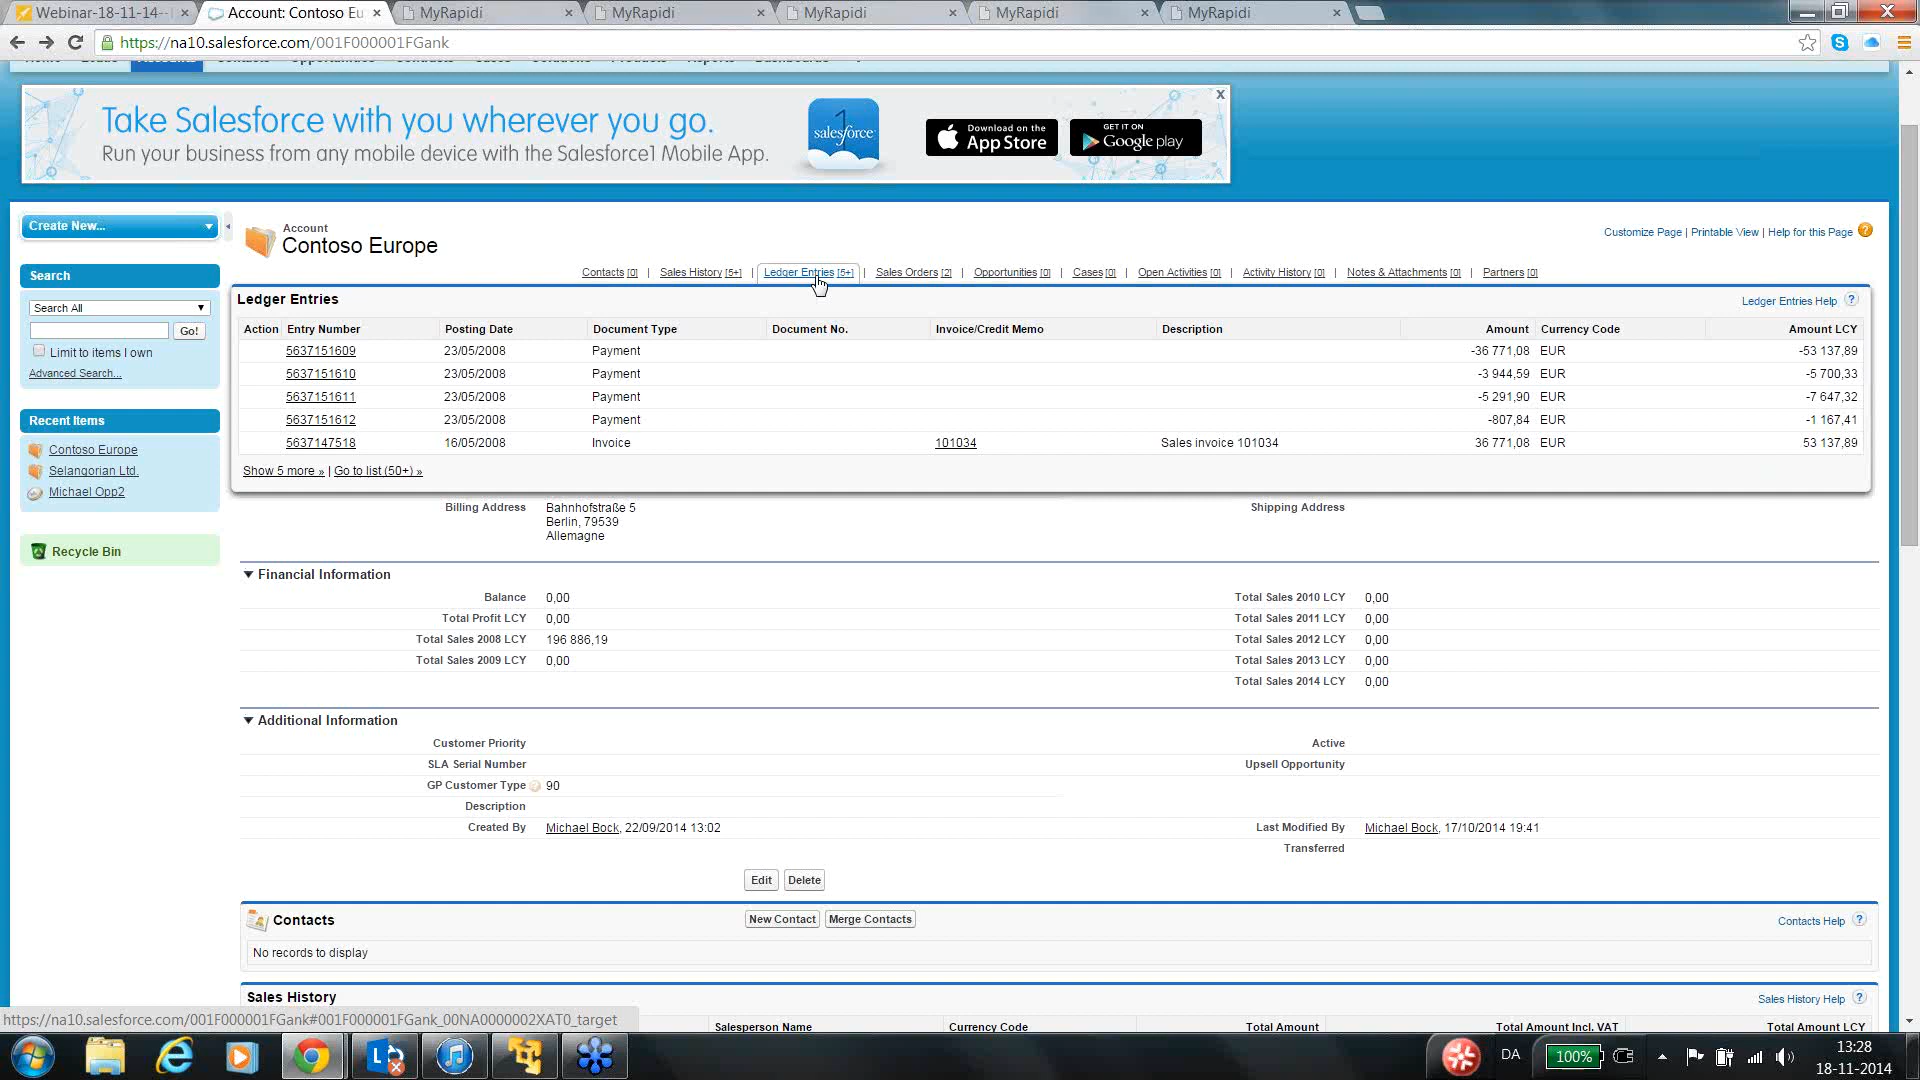 Webinar-18-11-14--
Account: Contoso Eu
MyRapidi
MyRapidi
MyRapidi
MyRapidi
MyRapidi
https://na10.salesforce.com/001F000001FGank
Take Salesforce with you wherever you go.
Run your business from any mobile device with the Salesforce1 Mobile App.
1
salesforce
Download on the
App Store
GET IT ON
Google play
X
Create New...
Account
Contoso Europe
Customize Page | Printable View | Help for this Page ?
Search
Search All
Go!
Limit to items I own
Advanced Search...
Recent Items
Contoso Europe
Selangorian Ltd.
Michael Opp2
Recycle Bin
Contacts [0] | Sales History [5+] | Ledger Entries [5+] | Sales Orders [2] | Opportunities [0] | Cases [0] | Open Activities [0] | Activity History [0] | Notes & Attachments [0] | Partners [0]
Ledger Entries
Ledger Entries Help ?
Action Entry Number Posting Date Document Type Document No. Invoice/Credit Memo Description Amount Currency Code Amount LCY
5637151609 23/05/2008 Payment -36 771,08 EUR -53 137,89
5637151610 23/05/2008 Payment -3 944,59 EUR -5 700,33
5637151611 23/05/2008 Payment -5 291,90 EUR -7 647,32
5637151612 23/05/2008 Payment -807,84 EUR -1 167,41
5637147518 16/05/2008 Invoice 101034 Sales invoice 101034 36 771,08 EUR 53 137,89
Show 5 more » | Go to list (50+) »
Billing Address Bahnhofstraße 5 Shipping Address
Berlin, 79539
Allemagne
Financial Information
Balance 0,00 Total Sales 2010 LCY 0,00
Total Profit LCY 0,00 Total Sales 2011 LCY 0,00
Total Sales 2008 LCY 196 886,19 Total Sales 2012 LCY 0,00
Total Sales 2009 LCY 0,00 Total Sales 2013 LCY 0,00
Total Sales 2014 LCY 0,00
Additional Information
Customer Priority Active
SLA Serial Number Upsell Opportunity
GP Customer Type 90
Description
Created By Michael Bock, 22/09/2014 13:02 Last Modified By Michael Bock, 17/10/2014 19:41
Transferred
Edit Delete
Contacts New Contact Merge Contacts Contacts Help ?
No records to display
Sales History Sales History Help ?
https://na10.salesforce.com/001F000001FGank#001F000001FGank_00NA0000002XAT0_target
Salesperson Name Currency Code Total Amount Total Amount Incl. VAT Total Amount LCY
DA
100%
13:28
18-11-2014